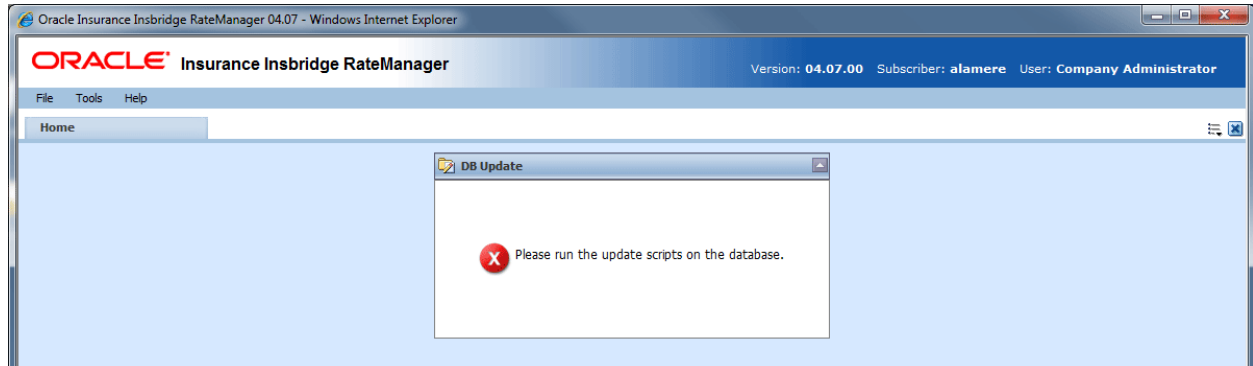 Oracle Insurance Insbridge RateManager 04.07 - Windows Internet Explorer
ORACLE Insurance Insbridge RateManager
Version: 04.07.00 Subscriber: alamere User: Company Administrator
File Tools Help
Home
DB Update
Please run the update scripts on the database.